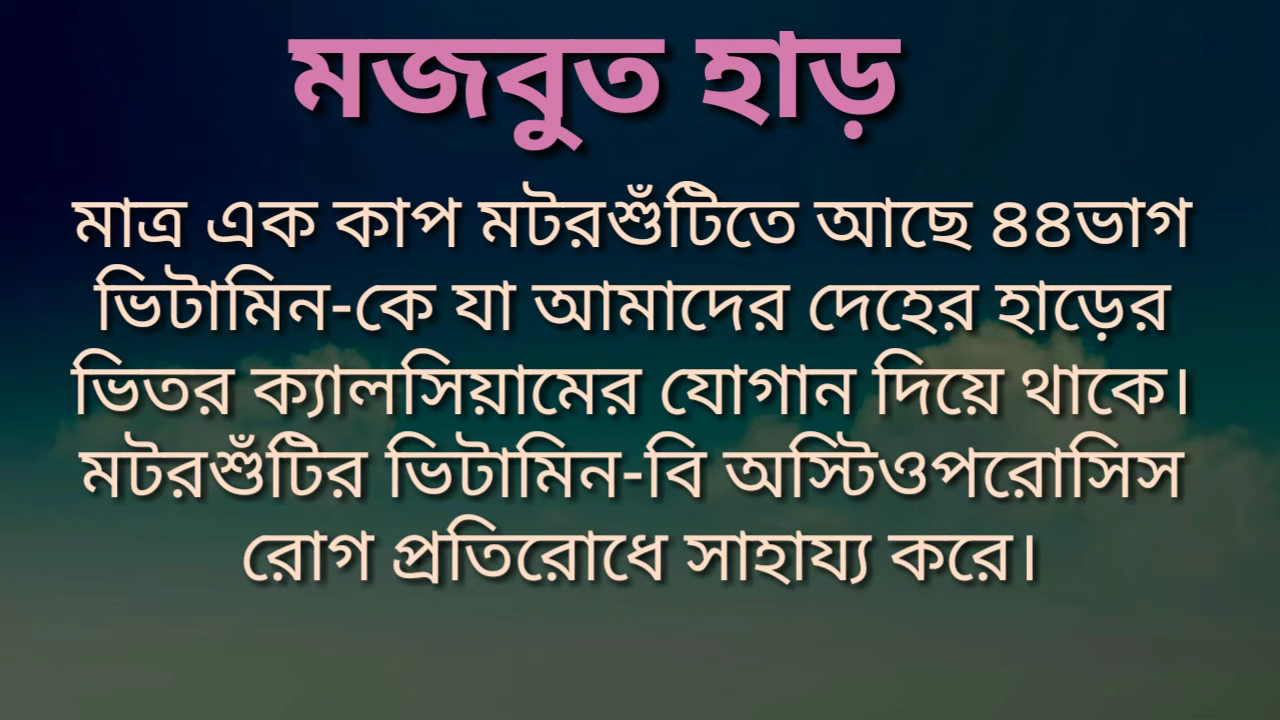 মজবুত হাড়
মাত্র এক কাপ মটরশুঁটিতে আছে ৪৪ভাগ
ভিটামিন-কে যা আমাদের দেহের হাড়ের
ভিতর ক্যালসিয়ামের যোগান দিয়ে থাকে।
মটরশুঁটির ভিটামিন-বি অস্টিওপরোসিস
রোগ প্রতিরোধে সাহায্য করে।